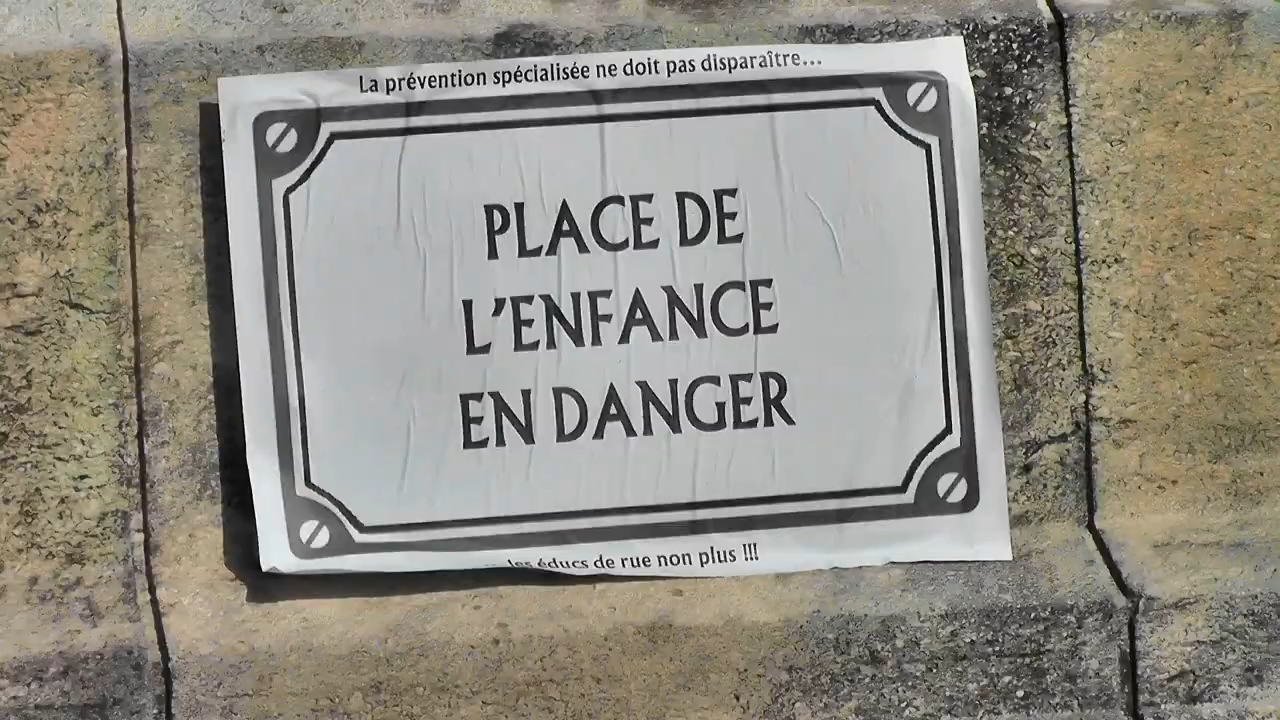 La prévention spécialisée ne doit pas disparaître...
PLACE DE
L'ENFANCE
EN DANGER
... les éducs de rue non plus !!!